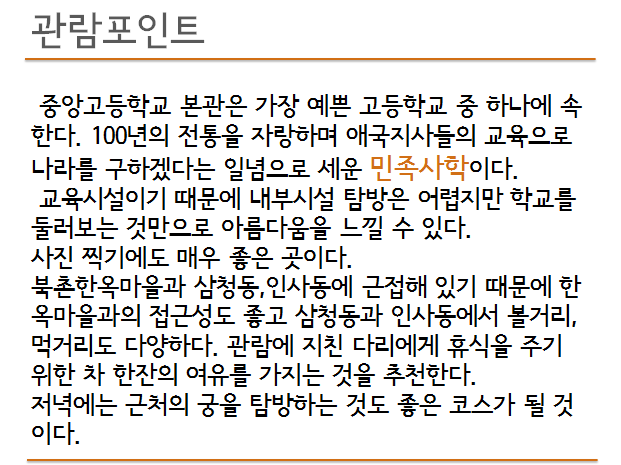 관람포인트
중앙고등학교 본관은 가장 예쁜 고등학교 중 하나에 속
한다. 100년의 전통을 자랑하며 애국지사들의 교육으로
나라를 구하겠다는 일념으로 세운 민족사학이다.
교육시설이기 때문에 내부시설 탐방은 어렵지만 학교를
둘러보는 것만으로 아름다움을 느낄 수 있다.
사진 찍기에도 매우 좋은 곳이다.
북촌한옥마을과 삼청동,인사동에 근접해 있기 때문에 한
옥마을과의 접근성도 좋고 삼청동과 인사동에서 볼거리,
먹거리도 다양하다. 관람에 지친 다리에게 휴식을 주기
위한 차 한잔의 여유를 가지는 것을 추천한다.
저녁에는 근처의 궁을 탐방하는 것도 좋은 코스가 될 것
이다.